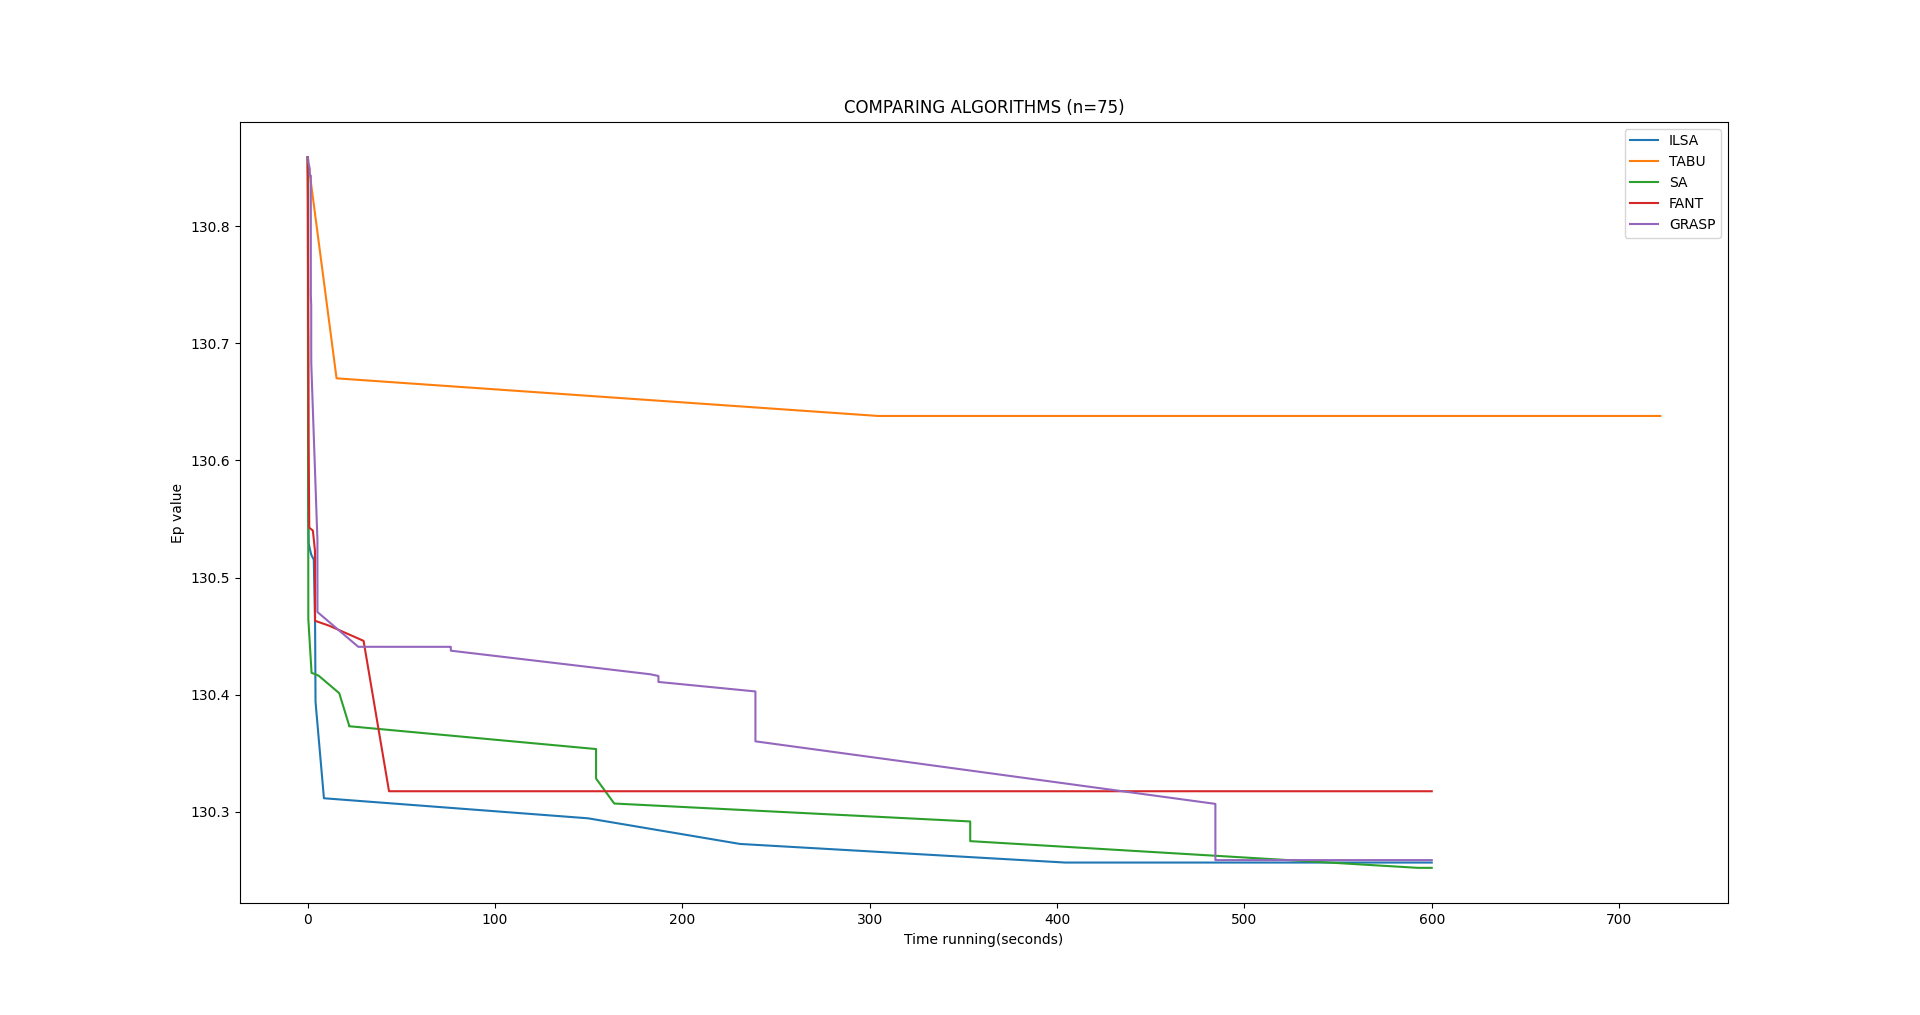 COMPARING ALGORITHMS (n=75)
ILSA
TABU
SA
FANT
GRASP
130.8
130.7
130.6
130.5
130.4
130.3
Ep value
0 100 200 300 400 500 600 700
Time running(seconds)